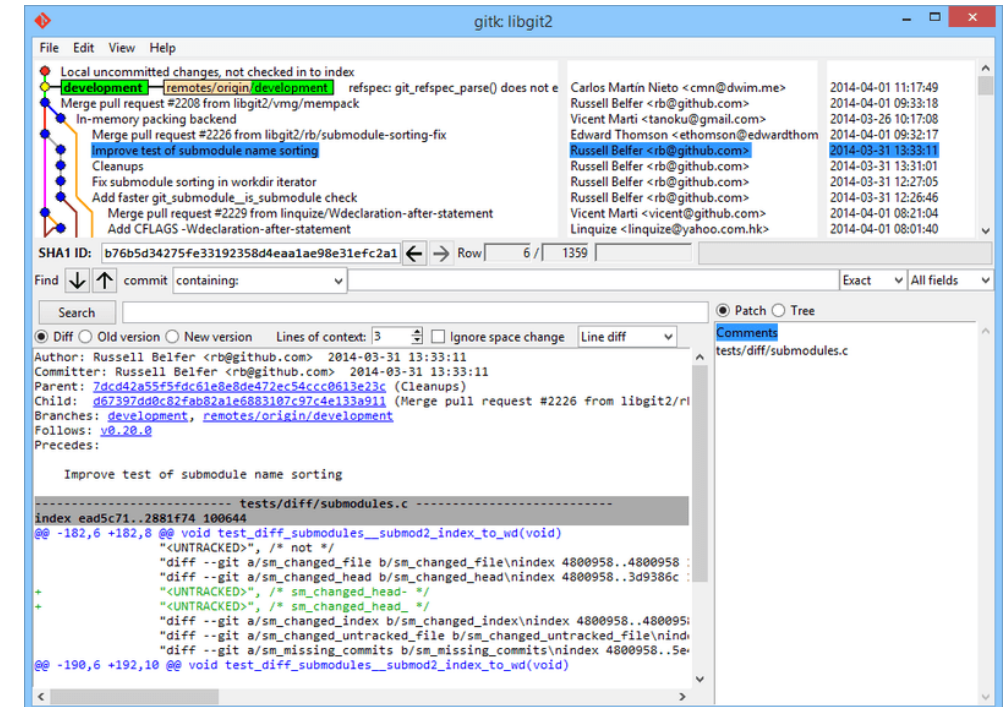 gitk: libgit2
File Edit View Help
Local uncommitted changes, not checked in to index
development remotes/origin/development refspec: git_refspec_parse() does not e Carlos Martín Nieto <cmn@dwim.me> 2014-04-01 11:17:49
Merge pull request #2208 from libgit2/vmg/mempack Russell Belfer <rb@github.com> 2014-04-01 09:33:18
In-memory packing backend Vicent Marti <tanoku@gmail.com> 2014-03-26 10:17:08
Merge pull request #2226 from libgit2/rb/submodule-sorting-fix Edward Thomson <ethomson@edwardthom 2014-04-01 09:32:17
Improve test of submodule name sorting Russell Belfer <rb@github.com> 2014-03-31 13:33:11
Cleanups Russell Belfer <rb@github.com> 2014-03-31 13:31:01
Fix submodule sorting in workdir iterator Russell Belfer <rb@github.com> 2014-03-31 12:27:05
Add faster git_submodule__is_submodule check Russell Belfer <rb@github.com> 2014-03-31 12:26:46
Merge pull request #2229 from linquize/Wdeclaration-after-statement Vicent Marti <vicent@github.com> 2014-04-01 08:21:04
Add CFLAGS -Wdeclaration-after-statement Linquize <linquize@yahoo.com.hk> 2014-04-01 08:01:40
SHA1 ID: b76b5d34275fe33192358d4eaa1ae98e31efc2a1 Row 6 / 1359
Find commit containing: Exact All fields
Search Patch Tree
Diff Old version New version Lines of context: 3 Ignore space change Line diff
Comments
tests/diff/submodules.c
Author: Russell Belfer <rb@github.com> 2014-03-31 13:33:11
Committer: Russell Belfer <rb@github.com> 2014-03-31 13:33:11
Parent: 7dcd42a55f5fdc61e8e8de472ec54ccc0613e23c (Cleanups)
Child: d67397dd0c82fab82a1e6883107c97c4e133a911 (Merge pull request #2226 from libgit2/rl
Branches: development, remotes/origin/development
Follows: v0.20.0
Precedes:
Improve test of submodule name sorting
--------------------------- tests/diff/submodules.c ---------------------------
index ead5c71..2881f74 100644
@@ -182,6 +182,8 @@ void test_diff_submodules__submod2_index_to_wd(void)
"<UNTRACKED>", /* not */
"diff --git a/sm_changed_file b/sm_changed_file\nindex 4800958..4800958
"diff --git a/sm_changed_head b/sm_changed_head\nindex 4800958..3d9386c
+ "<UNTRACKED>", /* sm_changed_head- */
+ "<UNTRACKED>", /* sm_changed_head_ */
"diff --git a/sm_changed_index b/sm_changed_index\nindex 4800958..480095
"diff --git a/sm_changed_untracked_file b/sm_changed_untracked_file\nind
"diff --git a/sm_missing_commits b/sm_missing_commits\nindex 4800958..5e
@@ -190,6 +192,10 @@ void test_diff_submodules__submod2_index_to_wd(void)